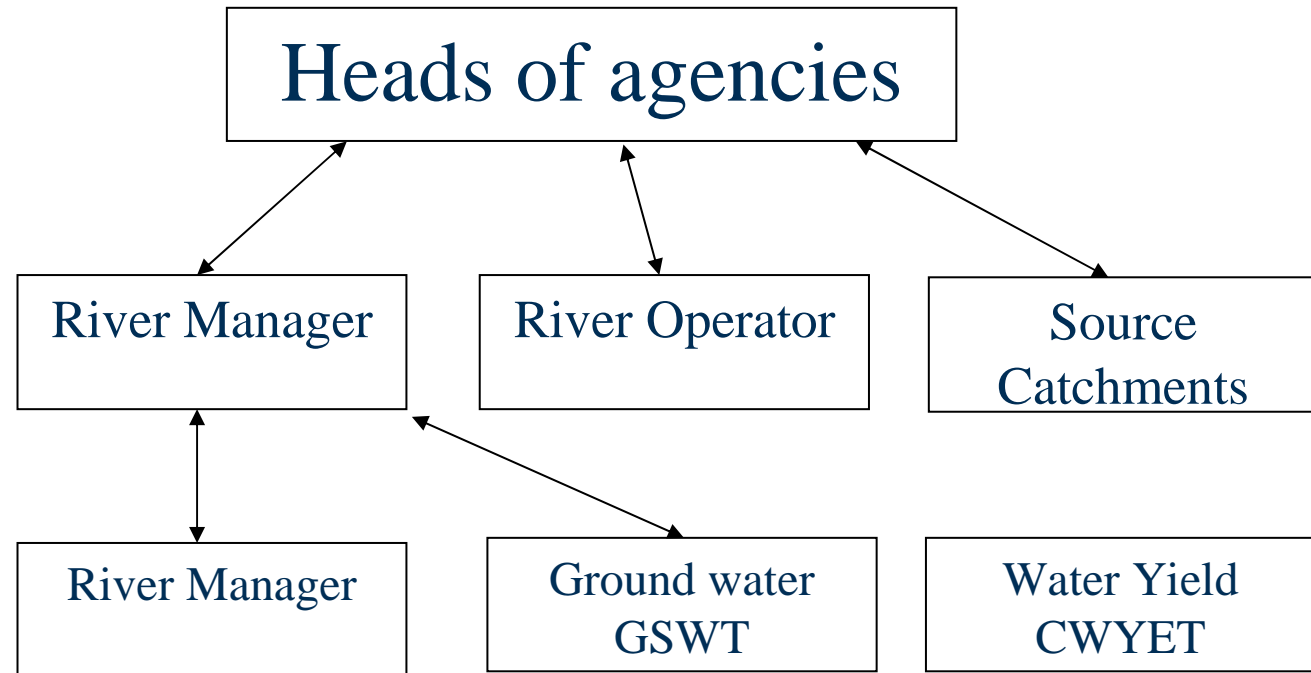 Heads of agencies
River Manager
River Operator
Source
Catchments
River Manager
Ground water
GSWT
Water Yield
CWYET